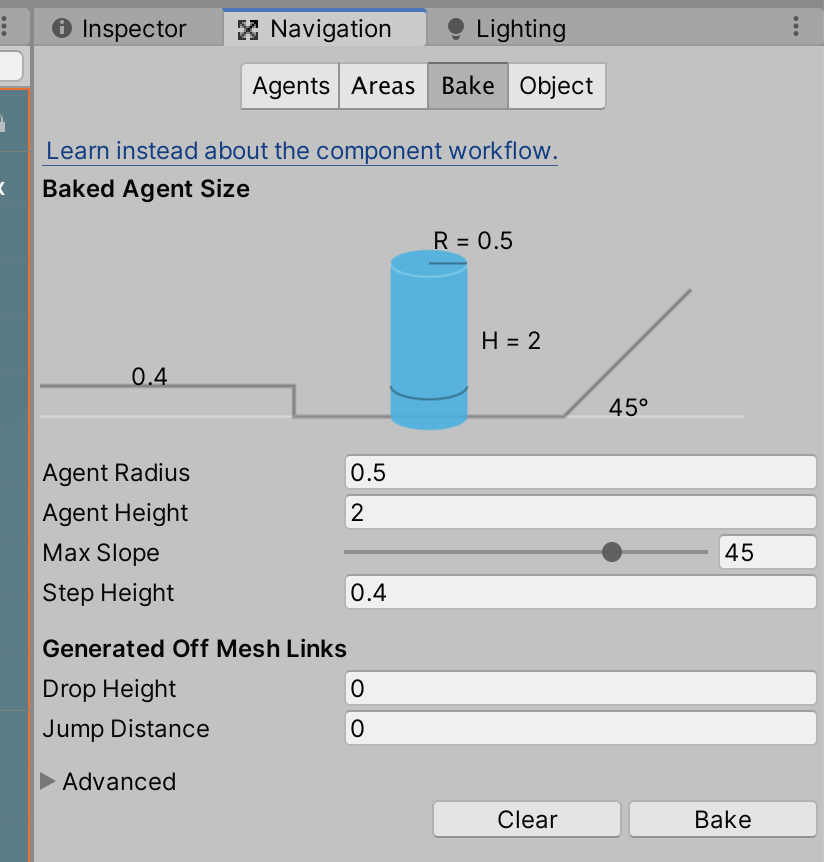 Inspector Navigation Lighting
Agents Areas Bake Object
Learn instead about the component workflow.
Baked Agent Size
R = 0.5
H = 2
0.4
45°
Agent Radius 0.5
Agent Height 2
Max Slope 45
Step Height 0.4
Generated Off Mesh Links
Drop Height 0
Jump Distance 0
Advanced
Clear Bake